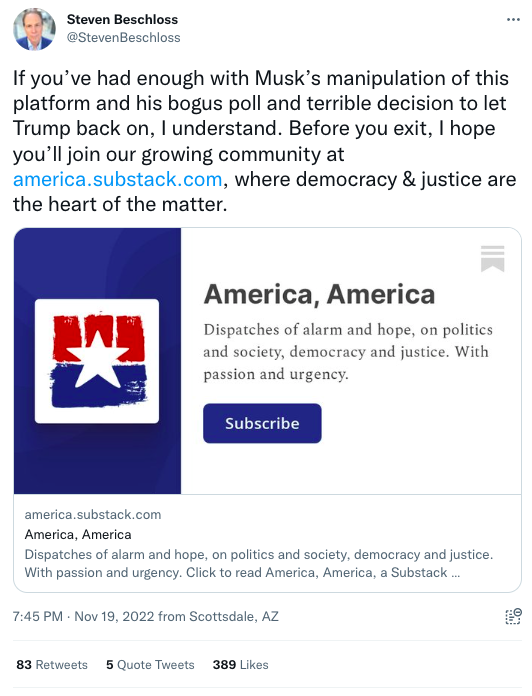 Steven Beschloss
@StevenBeschloss
If you’ve had enough with Musk’s manipulation of this
platform and his bogus poll and terrible decision to let
Trump back on, I understand. Before you exit, I hope
you’ll join our growing community at
america.substack.com, where democracy & justice are
the heart of the matter.
America, America
Dispatches of alarm and hope, on politics
and society, democracy and justice. With
passion and urgency.
Subscribe
america.substack.com
America, America
Dispatches of alarm and hope, on politics and society, democracy and justice.
With passion and urgency. Click to read America, America, a Substack ...
7:45 PM · Nov 19, 2022 from Scottsdale, AZ
83 Retweets 5 Quote Tweets 389 Likes